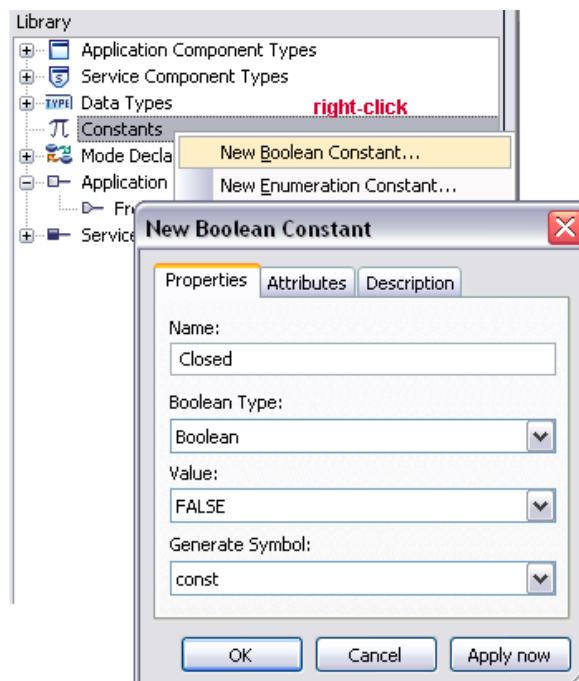 Library
Application Component Types
Service Component Types
TYPE Data Types
right-click
π Constants
Mode Decla
New Boolean Constant...
Application
New Enumeration Constant...
Fr
Service
New Boolean Constant
Properties Attributes Description
Name:
Closed
Boolean Type:
Boolean
Value:
FALSE
Generate Symbol:
const
OK Cancel Apply now